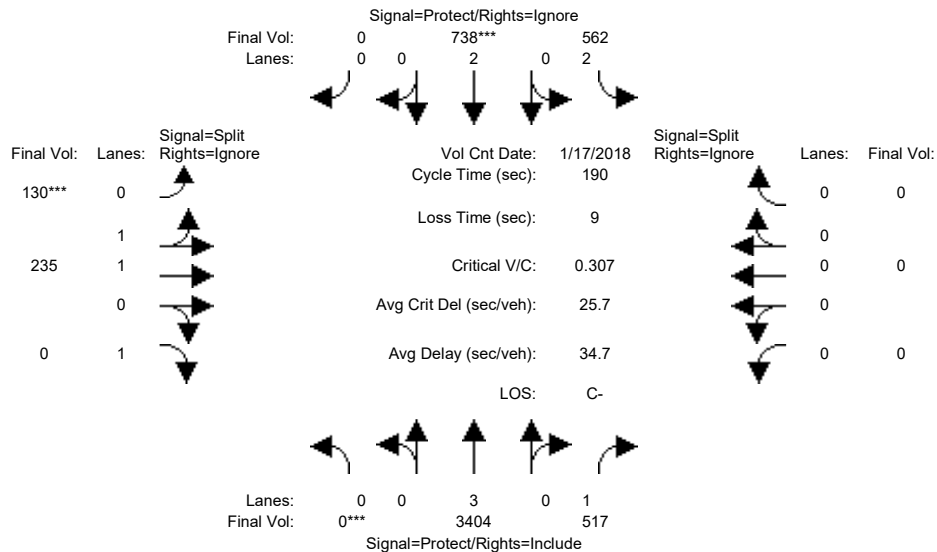 Signal=Protect/Rights=Ignore
Final Vol: 0 738*** 562
Lanes: 0 0 2 0 2
Signal=Split
Final Vol: Lanes: Rights=Ignore
Vol Cnt Date: 1/17/2018
Signal=Split
Rights=Ignore Lanes: Final Vol:
Cycle Time (sec): 190
130*** 0
0 0
Loss Time (sec): 9
1
0
235 1
Critical V/C: 0.307
0 0
0
Avg Crit Del (sec/veh): 25.7
0
0 1
Avg Delay (sec/veh): 34.7
0 0
LOS: C-
Lanes: 0 0 3 0 1
Final Vol: 0*** 3404 517
Signal=Protect/Rights=Include